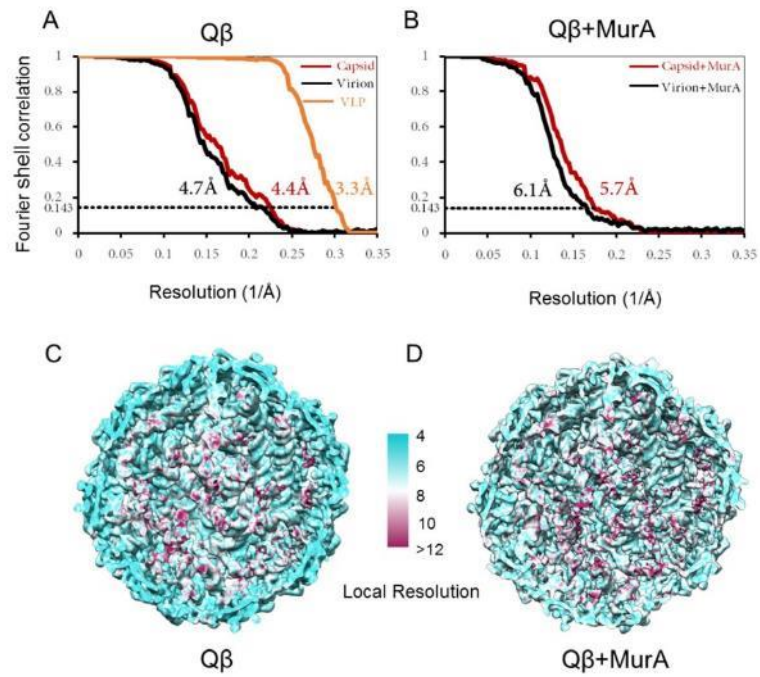 A
Qβ
B
Qβ+MurA
Fourier shell correlation
1
0.8
0.6
0.4
0.2
0.143
0
Capsid
Virion
VLP
4.7Å
4.4Å
3.3Å
0 0.05 0.1 0.15 0.2 0.25 0.3 0.35
Resolution (1/Å)
1
0.8
0.6
0.4
0.2
0.143
0
Capsid+MurA
Virion+MurA
6.1Å
5.7Å
0 0.05 0.1 0.15 0.2 0.25 0.3 0.35
Resolution (1/Å)
C
D
4
6
8
10
>12
Local Resolution
Qβ
Qβ+MurA